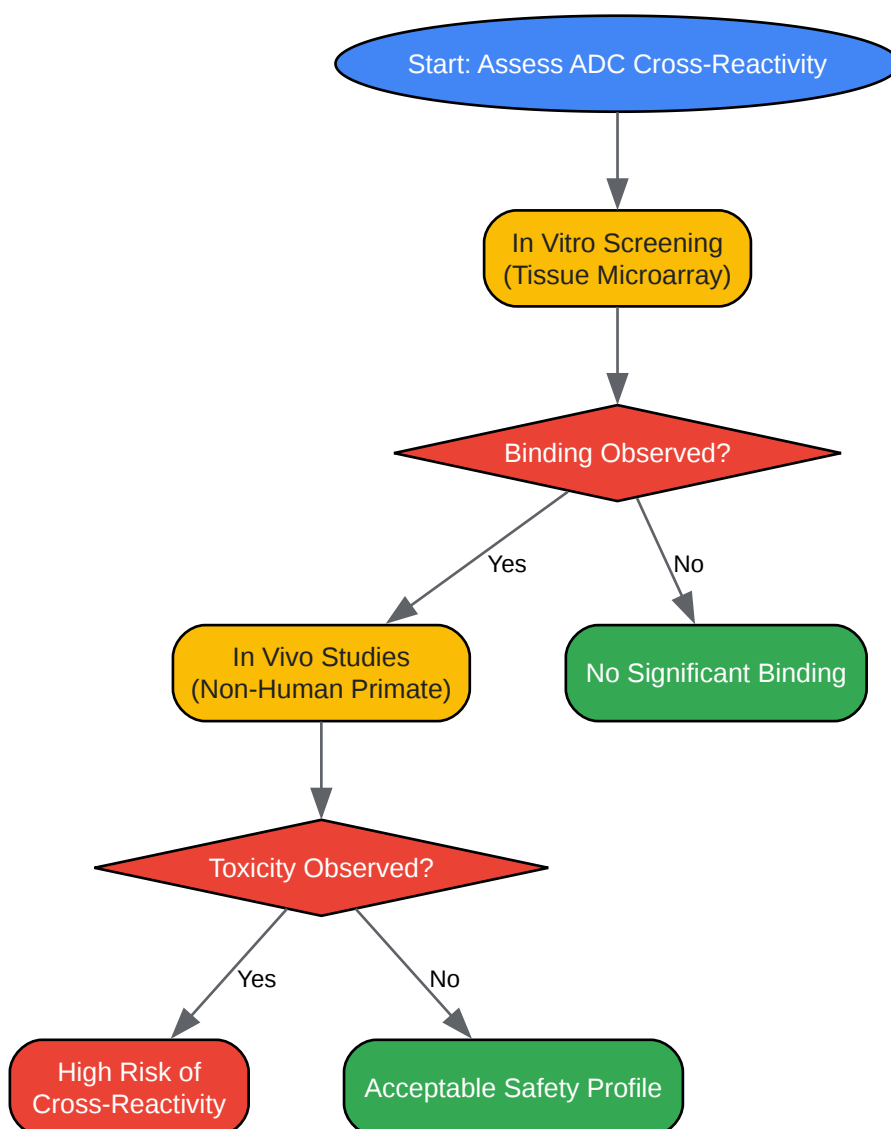 Start: Assess ADC Cross-Reactivity
In Vitro Screening
(Tissue Microarray)
Binding Observed?
Yes
No
In Vivo Studies
(Non-Human Primate)
No Significant Binding
Toxicity Observed?
Yes
No
High Risk of
Cross-Reactivity
Acceptable Safety Profile